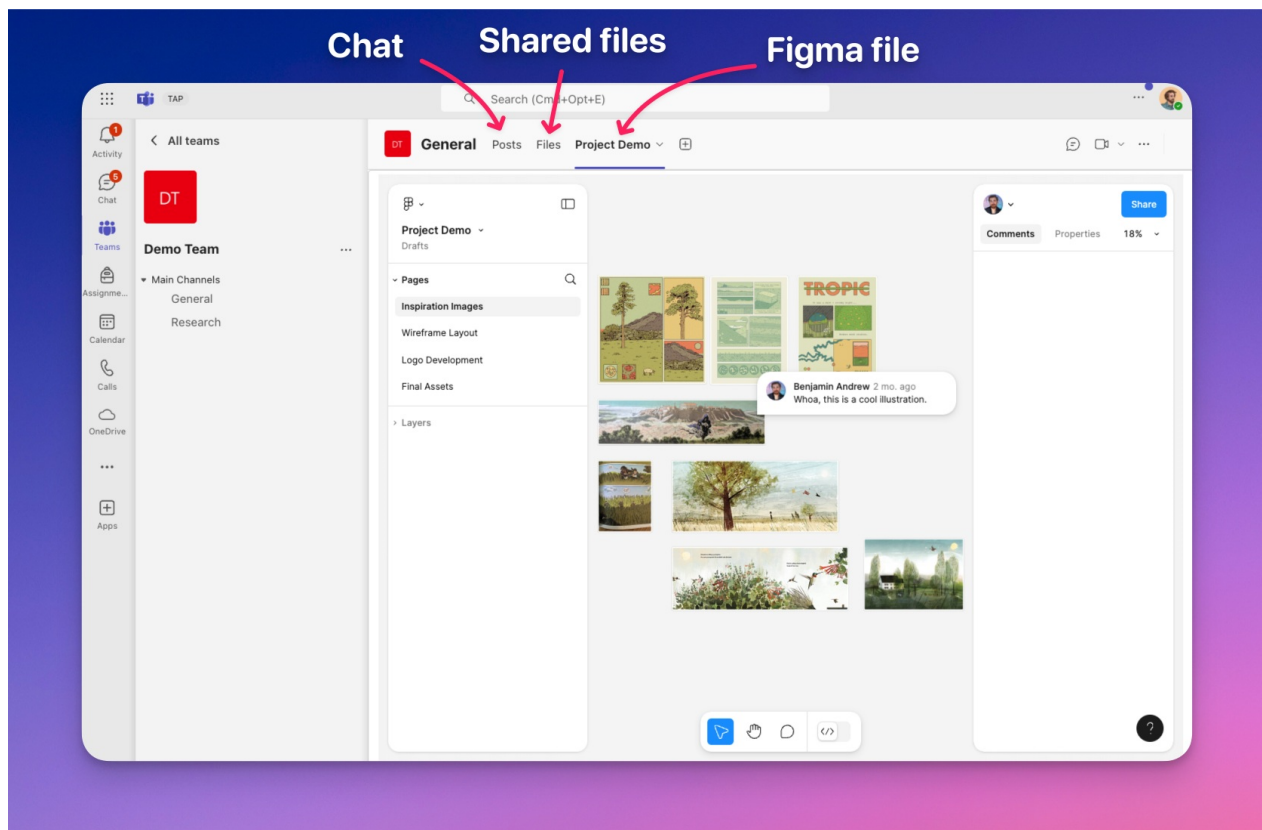 Chat
Shared files
Figma file
TAP
Search (Cmd+Opt+E)
1
Activity
5
Chat
Teams
Assignme...
Calendar
Calls
OneDrive
Apps
All teams
DT
Demo Team
Main Channels
General
Research
DT General Posts Files Project Demo
Project Demo
Drafts
Pages
Inspiration Images
Wireframe Layout
Logo Development
Final Assets
Layers
TROPIC
Benjamin Andrew 2 mo. ago
Whoa, this is a cool illustration.
Share
Comments Properties 18%
?